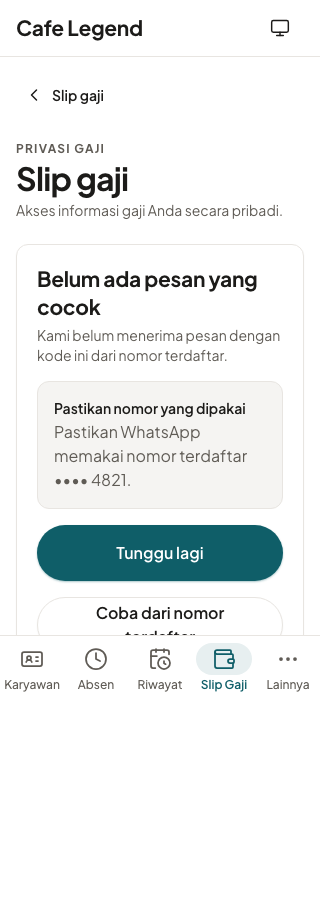 Cafe Legend
Slip gaji
PRIVASI GAJI
Slip gaji
Akses informasi gaji Anda secara pribadi.
Belum ada pesan yang
cocok
Kami belum menerima pesan dengan
kode ini dari nomor terdaftar.
Pastikan nomor yang dipakai
Pastikan WhatsApp
memakai nomor terdaftar
•••• 4821.
Tunggu lagi
Coba dari nomor
terdaftar
Karyawan
Absen
Riwayat
Slip Gaji
Lainnya